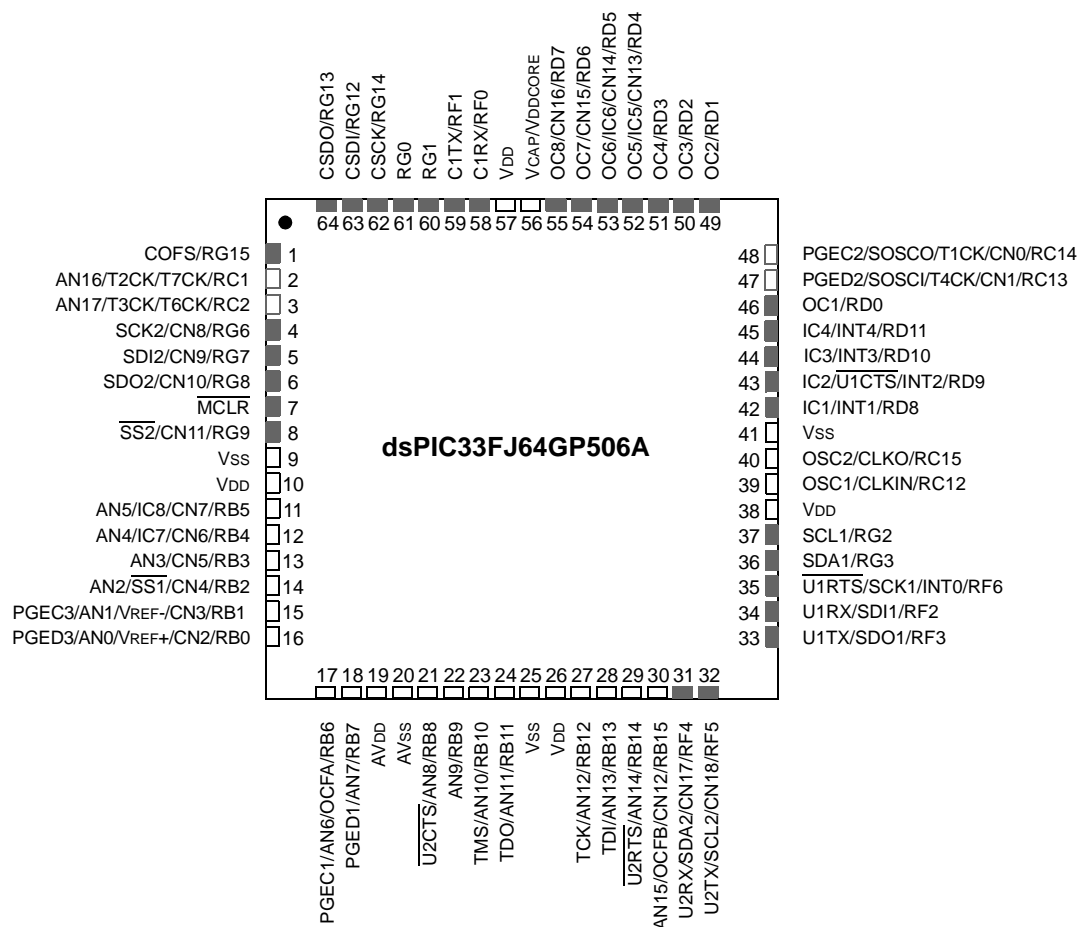 CSDO/RG13
CSDI/RG12
CSCK/RG14
RG0
RG1
C1TX/RF1
C1RX/RF0
VDD
VCAP/VDDCORE
OC8/CN16/RD7
OC7/CN15/RD6
OC6/IC6/CN14/RD5
OC5/IC5/CN13/RD4
OC4/RD3
OC3/RD2
OC2/RD1
64 63 62 61 60 59 58 57 56 55 54 53 52 51 50 49
COFS/RG15 1
AN16/T2CK/T7CK/RC1 2
AN17/T3CK/T6CK/RC2 3
SCK2/CN8/RG6 4
SDI2/CN9/RG7 5
SDO2/CN10/RG8 6
MCLR 7
SS2/CN11/RG9 8
VSS 9
VDD 10
AN5/IC8/CN7/RB5 11
AN4/IC7/CN6/RB4 12
AN3/CN5/RB3 13
AN2/SS1/CN4/RB2 14
PGEC3/AN1/VREF-/CN3/RB1 15
PGED3/AN0/VREF+/CN2/RB0 16
dsPIC33FJ64GP506A
48 PGEC2/SOSCO/T1CK/CN0/RC14
47 PGED2/SOSCI/T4CK/CN1/RC13
46 OC1/RD0
45 IC4/INT4/RD11
44 IC3/INT3/RD10
43 IC2/U1CTS/INT2/RD9
42 IC1/INT1/RD8
41 VSS
40 OSC2/CLKO/RC15
39 OSC1/CLKIN/RC12
38 VDD
37 SCL1/RG2
36 SDA1/RG3
35 U1RTS/SCK1/INT0/RF6
34 U1RX/SDI1/RF2
33 U1TX/SDO1/RF3
17 18 19 20 21 22 23 24 25 26 27 28 29 30 31 32
PGEC1/AN6/OCFA/RB6
PGED1/AN7/RB7
AVDD
AVSS
U2CTS/AN8/RB8
AN9/RB9
TMS/AN10/RB10
TDO/AN11/RB11
VSS
VDD
TCK/AN12/RB12
TDI/AN13/RB13
U2RTS/AN14/RB14
AN15/OCFB/CN12/RB15
U2RX/SDA2/CN17/RF4
U2TX/SCL2/CN18/RF5